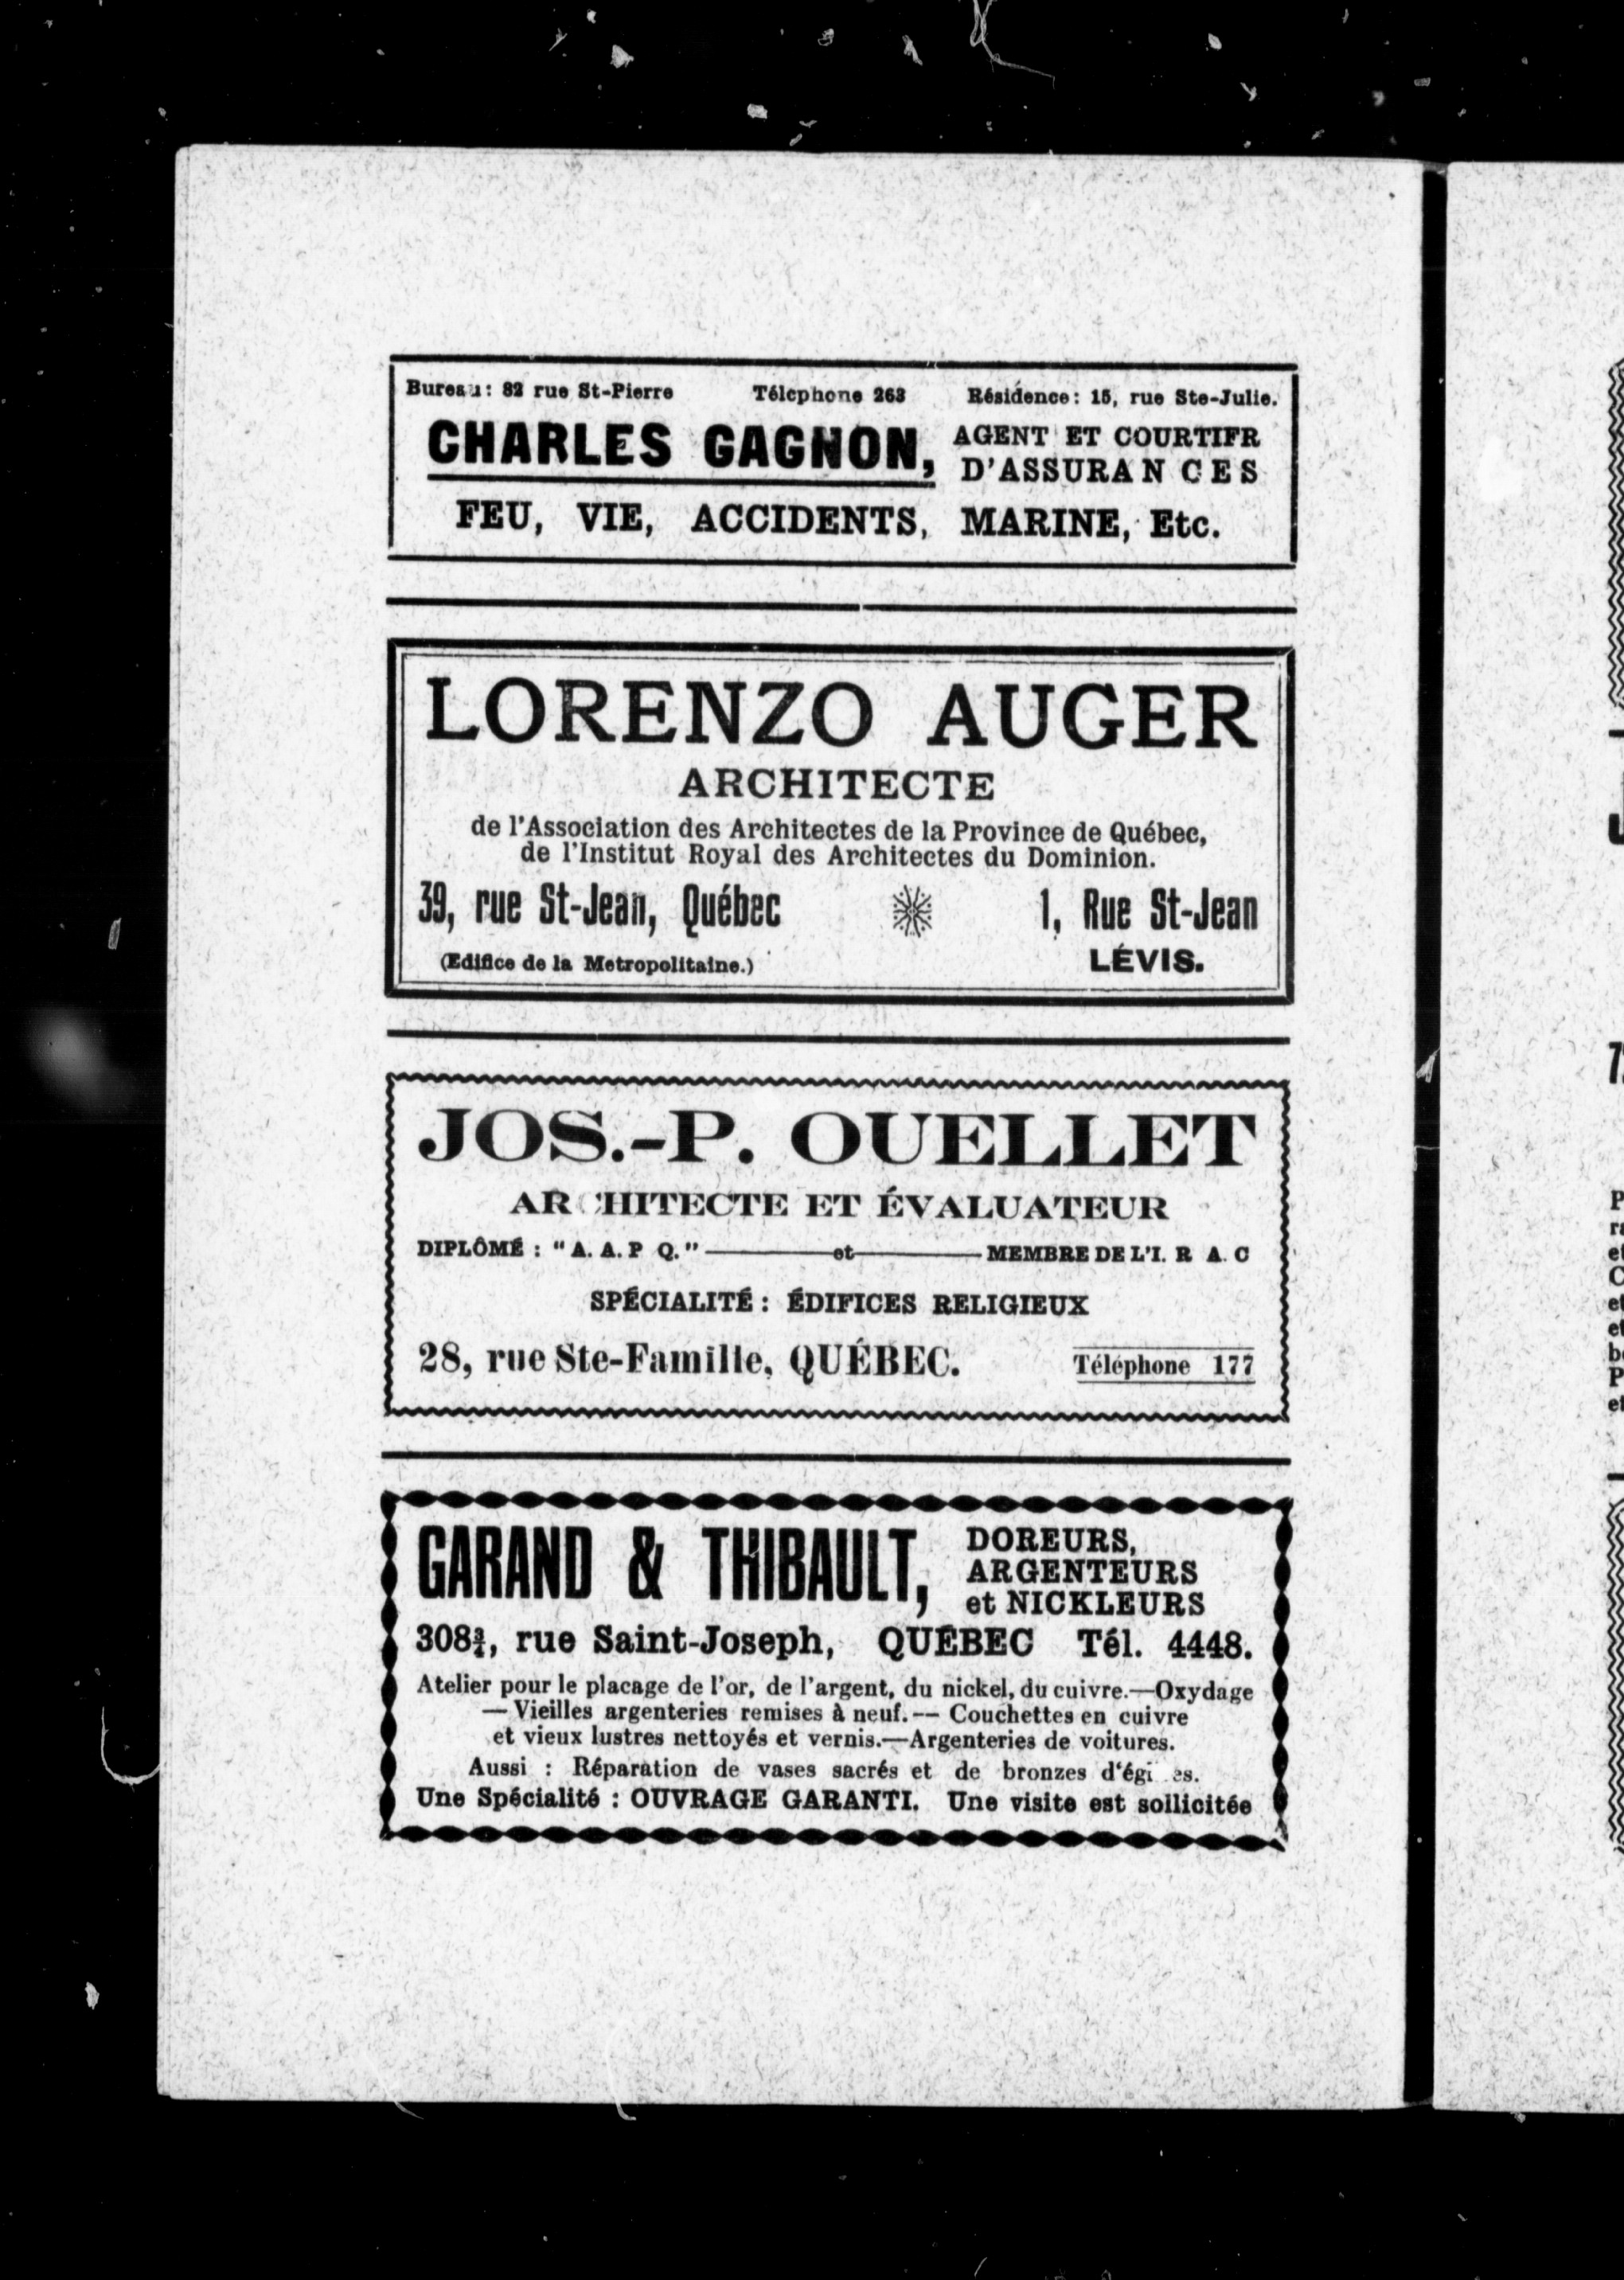 Bureau: 82 rue St-Pierre Télephone 263 Résidence: 15, rue Ste-Julie.
CHARLES GAGNON, AGENT ET COURTIER
D'ASSURANCES
FEU, VIE, ACCIDENTS, MARINE, Etc.
LORENZO AUGER
ARCHITECTE
de l'Association des Architectes de la Province de Québec,
de l'Institut Royal des Architectes du Dominion.
39, rue St-Jean, Québec 1, Rue St-Jean
(Edifice de la Metropolitaine.) LÉVIS.
JOS.-P. OUELLET
ARCHITECTE ET ÉVALUATEUR
DIPLÔMÉ : "A. A. P Q." — et — MEMBRE DE L'I. R A. C
SPÉCIALITÉ : ÉDIFICES RELIGIEUX
28, rue Ste-Famille, QUÉBEC. Téléphone 177
GARAND & THIBAULT, DOREURS,
ARGENTEURS
et NICKLEURS
308¾, rue Saint-Joseph, QUÉBEC Tél. 4448.
Atelier pour le placage de l'or, de l'argent, du nickel, du cuivre.—Oxydage
— Vieilles argenteries remises à neuf. -- Couchettes en cuivre
et vieux lustres nettoyés et vernis.—Argenteries de voitures.
Aussi : Réparation de vases sacrés et de bronzes
Une Spécialité : OUVRAGE GARANTI. Une visite est sollicitée